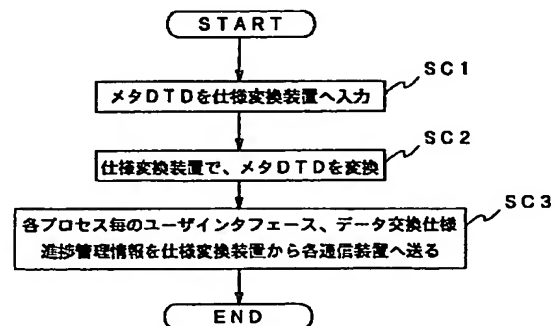 START
SC1
メタDTDを仕様変換装置へ入力
SC2
仕様変換装置で、メタDTDを変換
SC3
各プロセス毎のユーザインタフェース、データ交換仕様
進捗管理情報を仕様変換装置から各通信装置へ送る
END